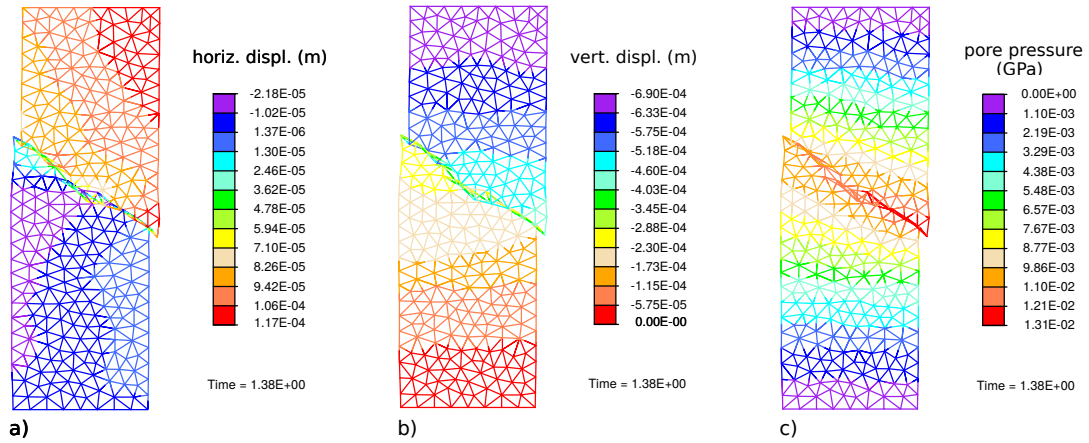 horiz. displ. (m)
-2.18E-05
-1.02E-05
1.37E-06
1.30E-05
2.46E-05
3.62E-05
4.78E-05
5.94E-05
7.10E-05
8.26E-05
9.42E-05
1.06E-04
1.17E-04
Time = 1.38E+00
a)
vert. displ. (m)
-6.90E-04
-6.33E-04
-5.75E-04
-4.60E-04
-4.03E-04
-3.45E-04
-2.88E-04
-2.30E-04
-1.73E-04
-1.15E-04
-5.75E-05
0.00E-00
Time = 1.38E+00
b)
pore pressure
(GPa)
0.00E+00
1.10E-03
2.19E-03
3.29E-03
4.38E-03
5.48E-03
6.57E-03
7.67E-03
8.77E-03
9.86E-03
1.10E-02
1.21E-02
1.31E-02
Time = 1.38E+00
c)